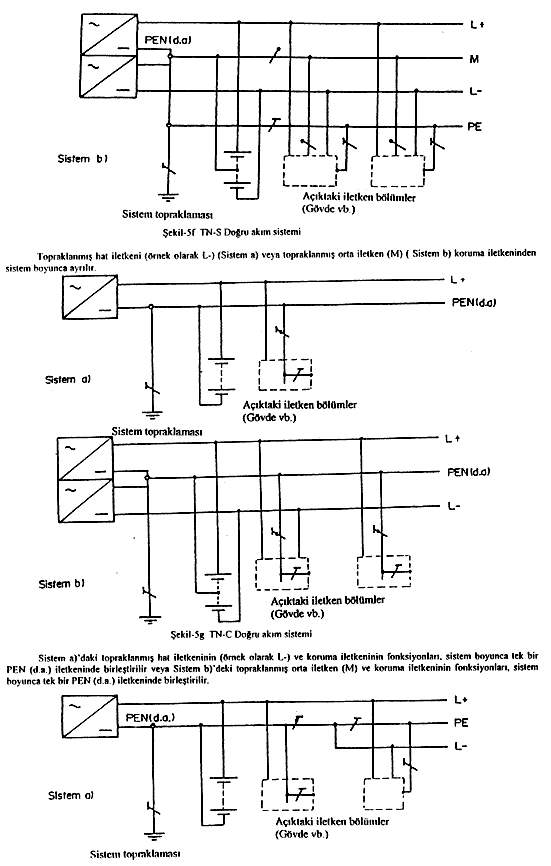 L+
PEN(d.a)
M
L-
PE
Sistem b)
Sistem topraklaması
Açıktaki iletken bölümler
(Gövde vb.)
Şekil-5f TN-S Doğru akım sistemi
Topraklanmış hat iletkeni (örnek olarak L-) (Sistem a) veya topraklanmış orta iletken (M) ( Sistem b) koruma iletkeninden
sistem boyunca ayrılır.
L+
PEN(d.a)
Sistem a)
Açıktaki iletken bölümler
(Gövde vb.)
Sistem topraklaması
L+
PEN(d.a)
L-
Sistem b)
Açıktaki iletken bölümler
(Gövde vb.)
Şekil-5g TN-C Doğru akım sistemi
Sistem a)'daki topraklanmış hat iletkeninin (örnek olarak L-) ve koruma iletkeninin fonksiyonları, sistem boyunca tek bir
PEN (d.a.) iletkeninde birleştirilir veya Sistem b)'deki topraklanmış orta iletken (M) ve koruma iletkeninin fonksiyonları, sistem
boyunca tek bir PEN (d.a.) iletkeninde birleştirilir.
L+
PEN(d.a.)
PE
L-
Sistem a)
Açıktaki iletken bölümler
(Gövde vb.)
Sistem topraklaması